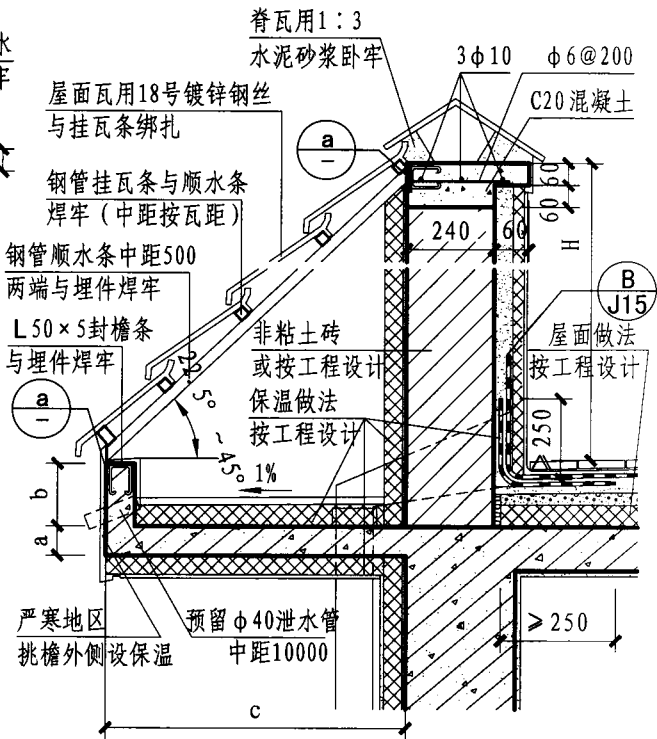 脊瓦用1：3
水泥砂浆卧牢
3φ10
φ6@200
C20混凝土
水
屋面瓦用18号镀锌钢丝
与挂瓦条绑扎
a
钢管挂瓦条与顺水条
焊牢（中距按瓦距）
60
60
240
60
H
钢管顺水条中距500
两端与埋件焊牢
B
J15
L50×5封檐条
与埋件焊牢
非粘土砖
或按工程设计
屋面做法
按工程设计
22.5°~45°
保温做法
按工程设计
250
a
1%
b
a
严寒地区
挑檐外侧设保温
预留φ40泄水管
中距10000
≥250
c